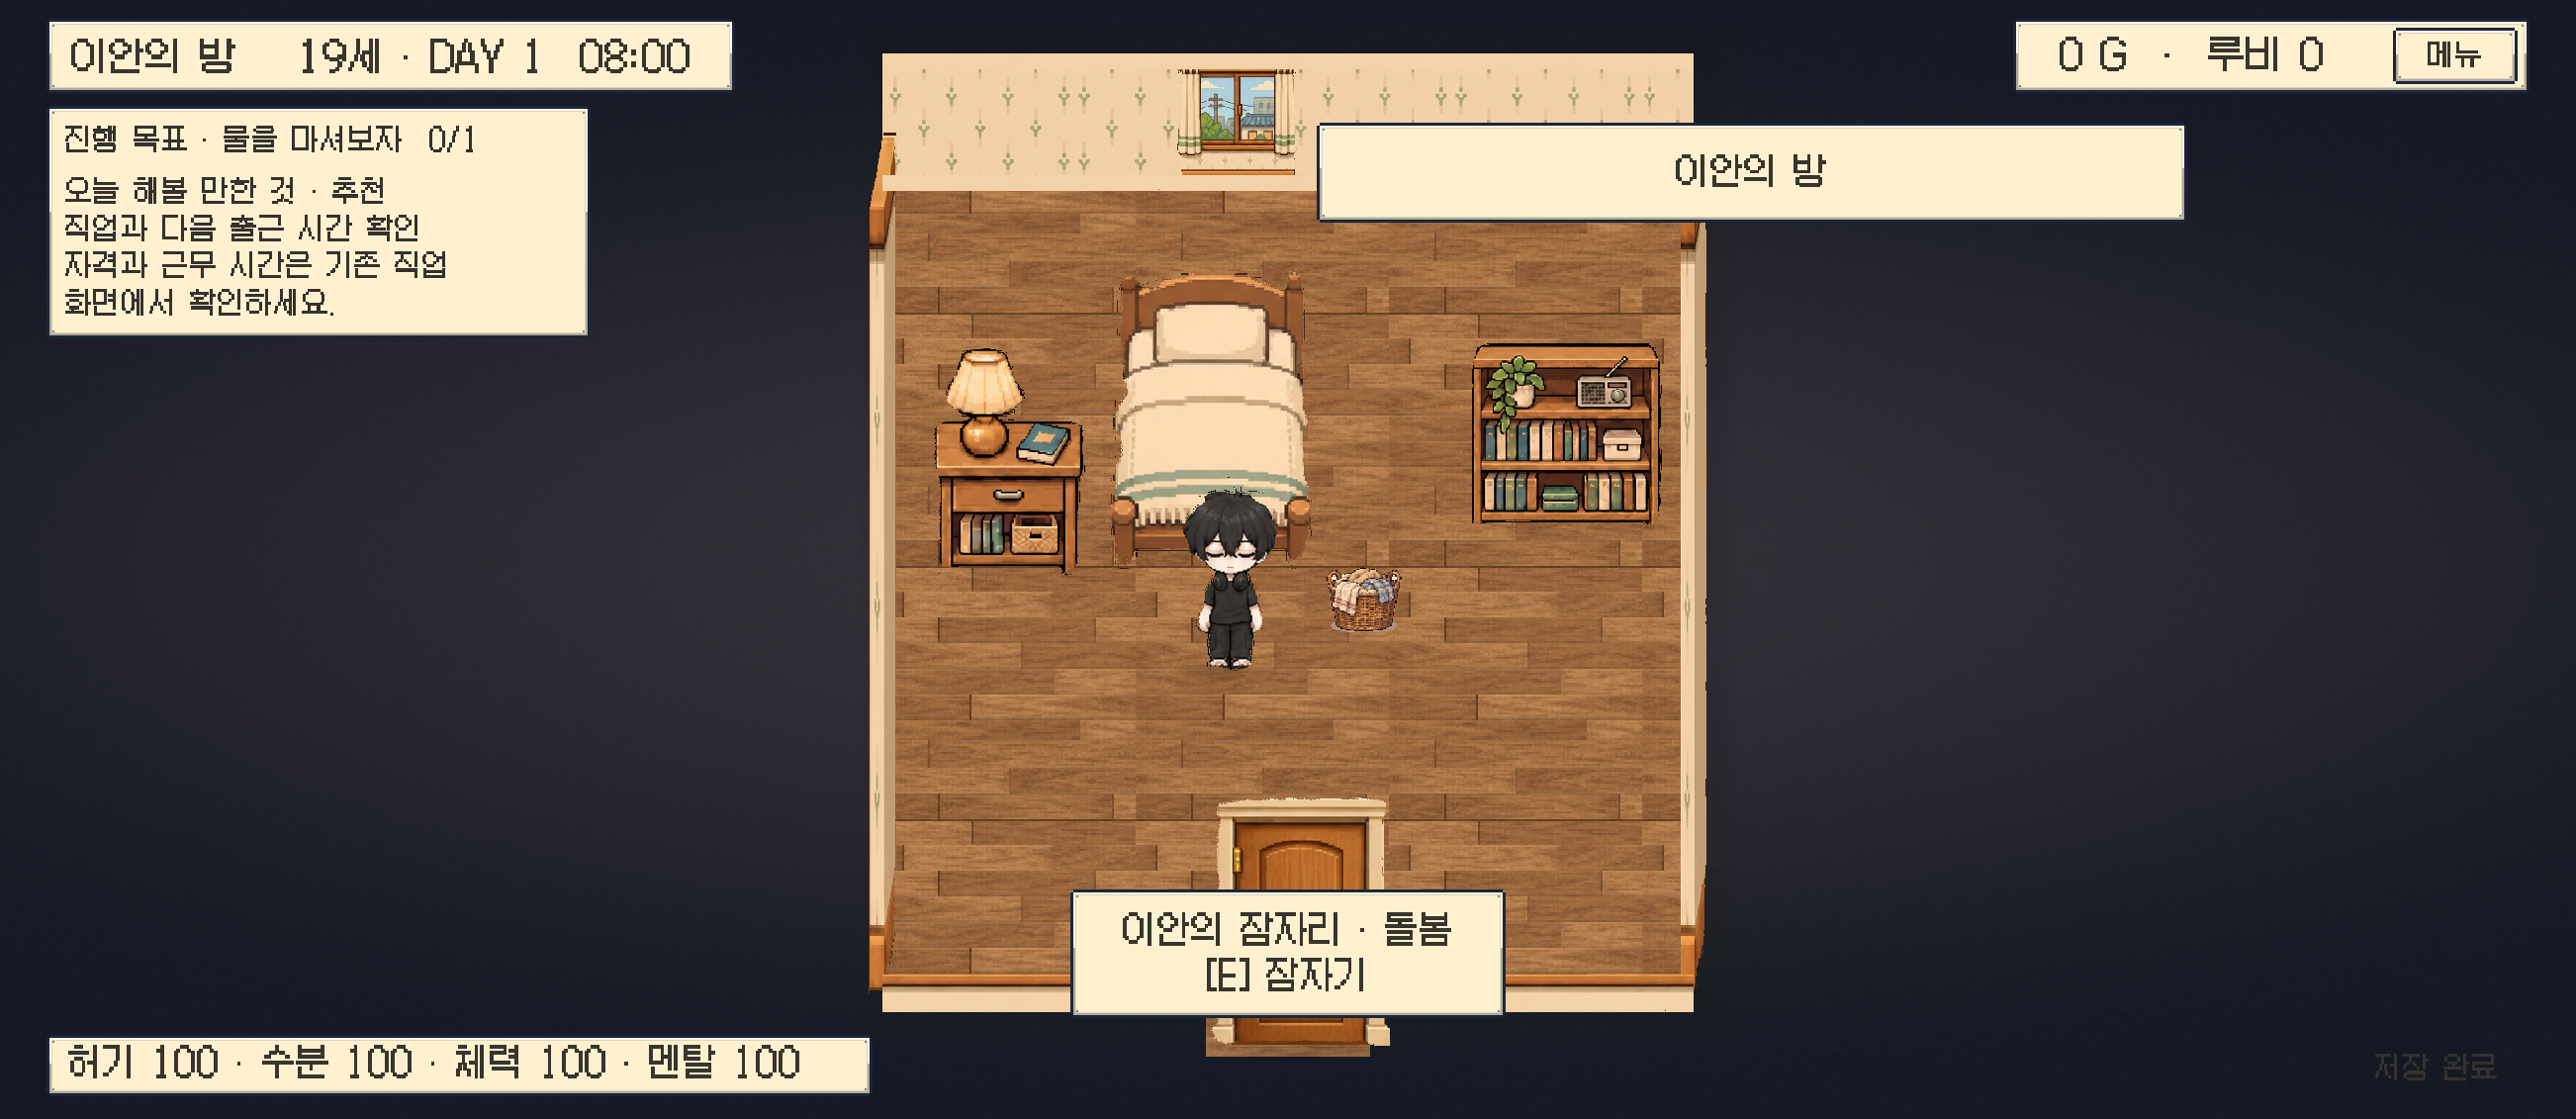 이안의 방 19세 · DAY 1 08:00
0 G · 루비 0 메뉴
진행 목표 · 물을 마셔보자 0/1
오늘 해볼 만한 것 · 추천
직업과 다음 출근 시간 확인
자격과 근무 시간은 기존 직업
화면에서 확인하세요.
이안의 방
이안의 잠자리 · 돌봄
[E] 잠자기
허기 100 · 수분 100 · 체력 100 · 멘탈 100
저장 완료